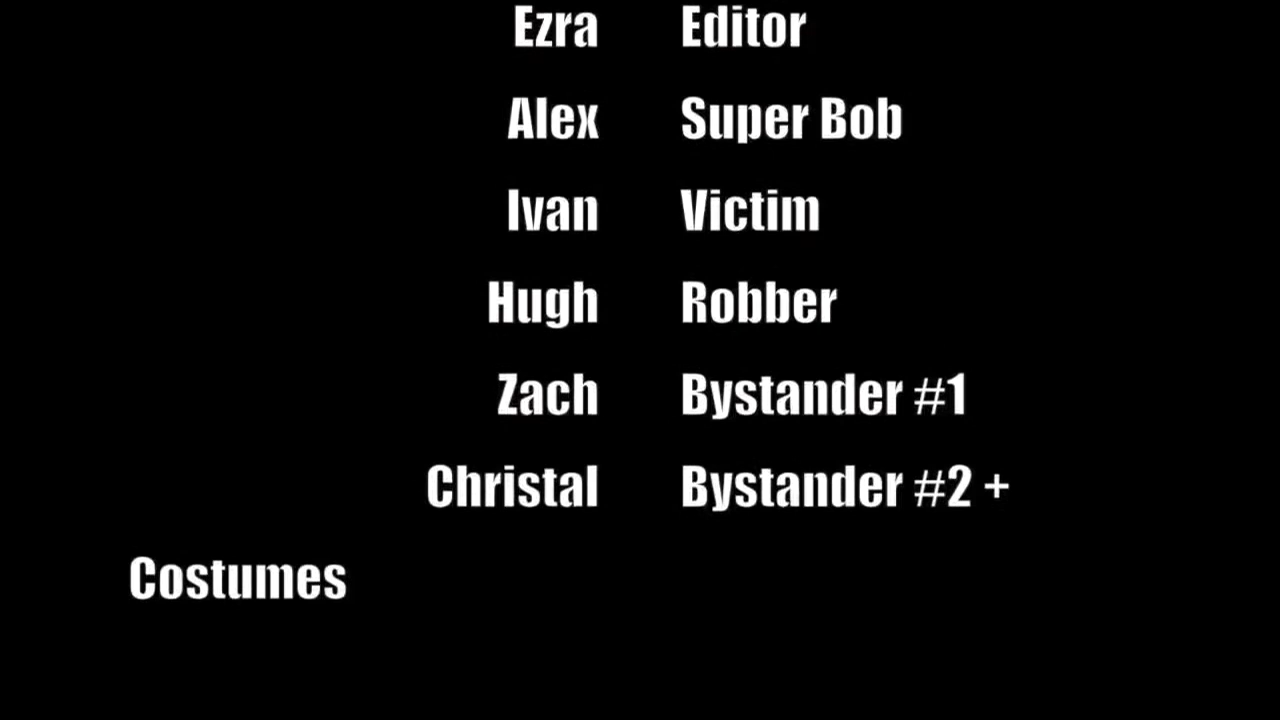 Ezra Editor
Alex Super Bob
Ivan Victim
Hugh Robber
Zach Bystander #1
Christal Bystander #2 +
Costumes